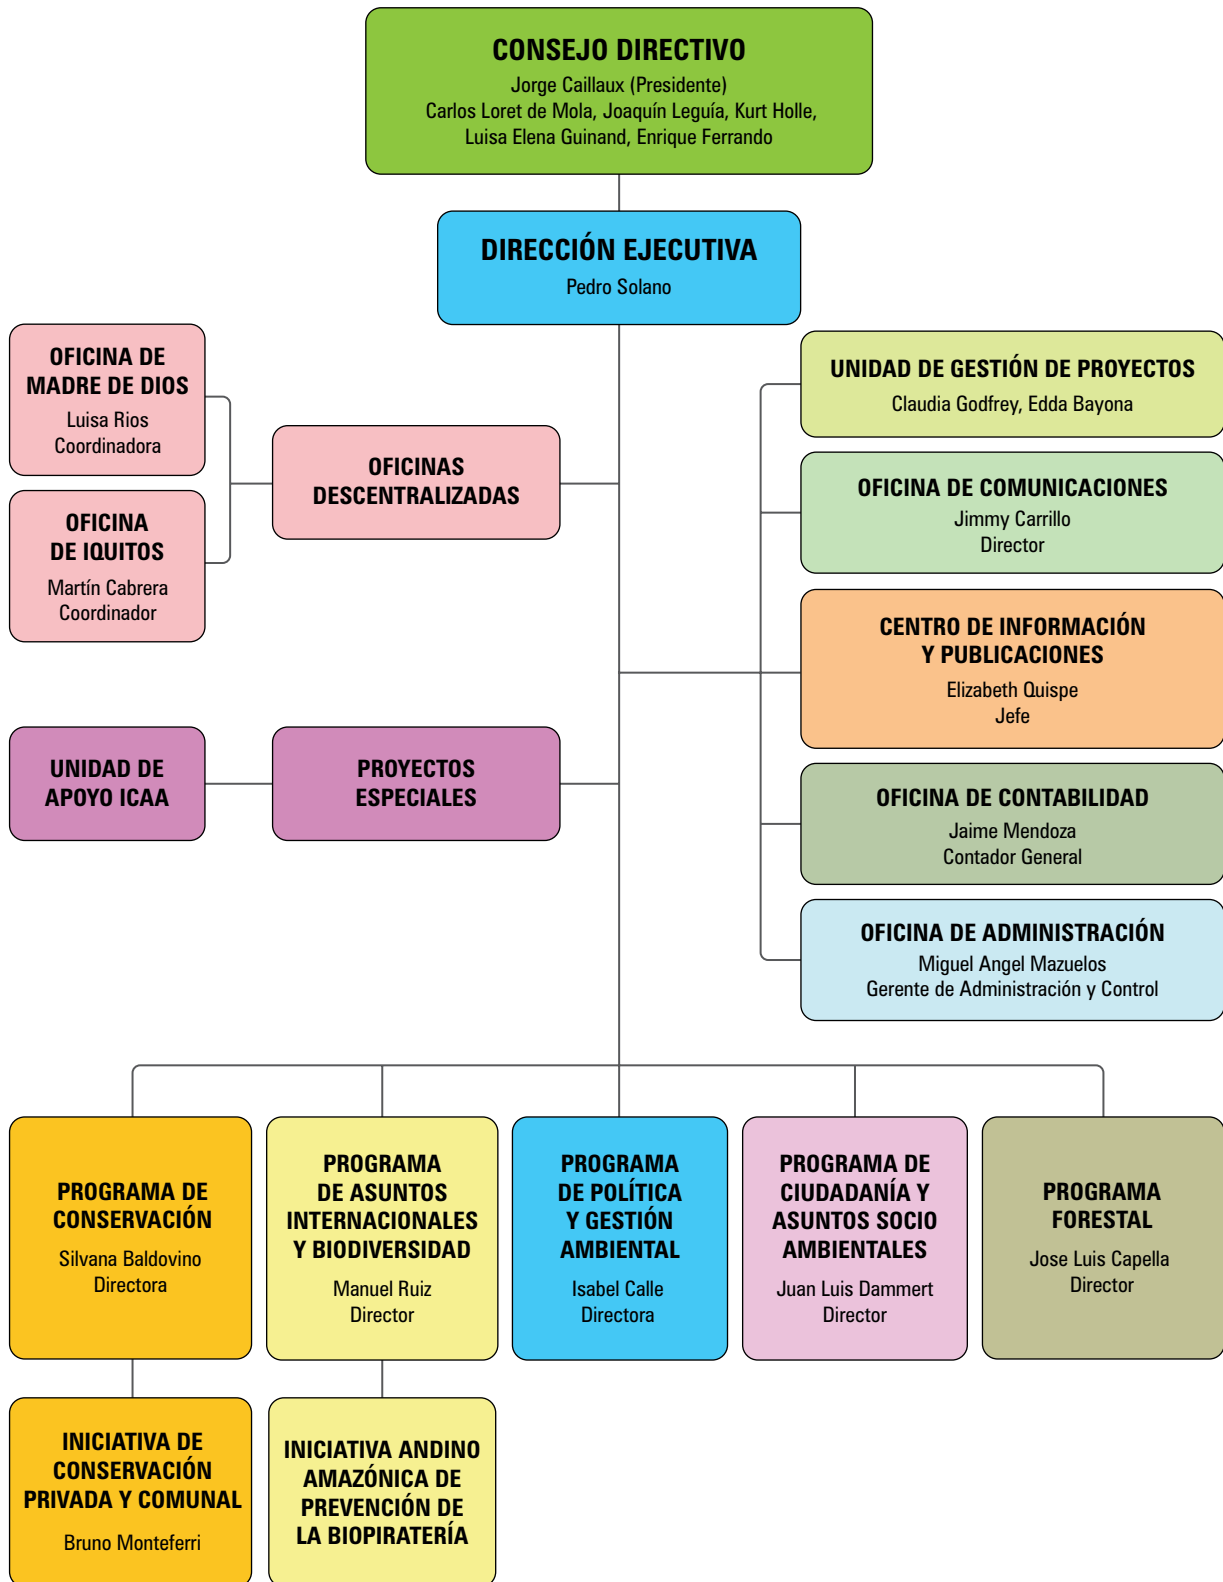 CONSEJO DIRECTIVO
Jorge Caillaux (Presidente)
Carlos Loret de Mola, Joaquín Leguía, Kurt Holle,
Luisa Elena Guinand, Enrique Ferrando
DIRECCIÓN EJECUTIVA
Pedro Solano
OFICINA DE
MADRE DE DIOS
Luisa Rios
Coordinadora
OFICINA
DE IQUITOS
Martín Cabrera
Coordinador
OFICINAS
DESCENTRALIZADAS
UNIDAD DE GESTIÓN DE PROYECTOS
Claudia Godfrey, Edda Bayona
OFICINA DE COMUNICACIONES
Jimmy Carrillo
Director
CENTRO DE INFORMACIÓN
Y PUBLICACIONES
Elizabeth Quispe
Jefe
UNIDAD DE
APOYO ICAA
PROYECTOS
ESPECIALES
OFICINA DE CONTABILIDAD
Jaime Mendoza
Contador General
OFICINA DE ADMINISTRACIÓN
Miguel Angel Mazuelos
Gerente de Administración y Control
PROGRAMA DE
CONSERVACIÓN
Silvana Baldovino
Directora
PROGRAMA
DE ASUNTOS
INTERNACIONALES
Y BIODIVERSIDAD
Manuel Ruiz
Director
PROGRAMA
DE POLÍTICA
Y GESTIÓN
AMBIENTAL
Isabel Calle
Directora
PROGRAMA DE
CIUDADANÍA Y
ASUNTOS SOCIO
AMBIENTALES
Juan Luis Dammert
Director
PROGRAMA
FORESTAL
Jose Luis Capella
Director
INICIATIVA DE
CONSERVACIÓN
PRIVADA Y COMUNAL
Bruno Monteferri
INICIATIVA ANDINO
AMAZÓNICA DE
PREVENCIÓN DE
LA BIOPIRATERÍA